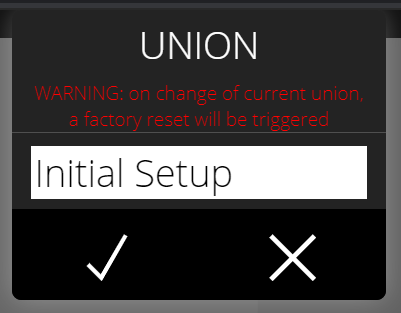 UNION
WARNING: on change of current union,
a factory reset will be triggered
Initial Setup